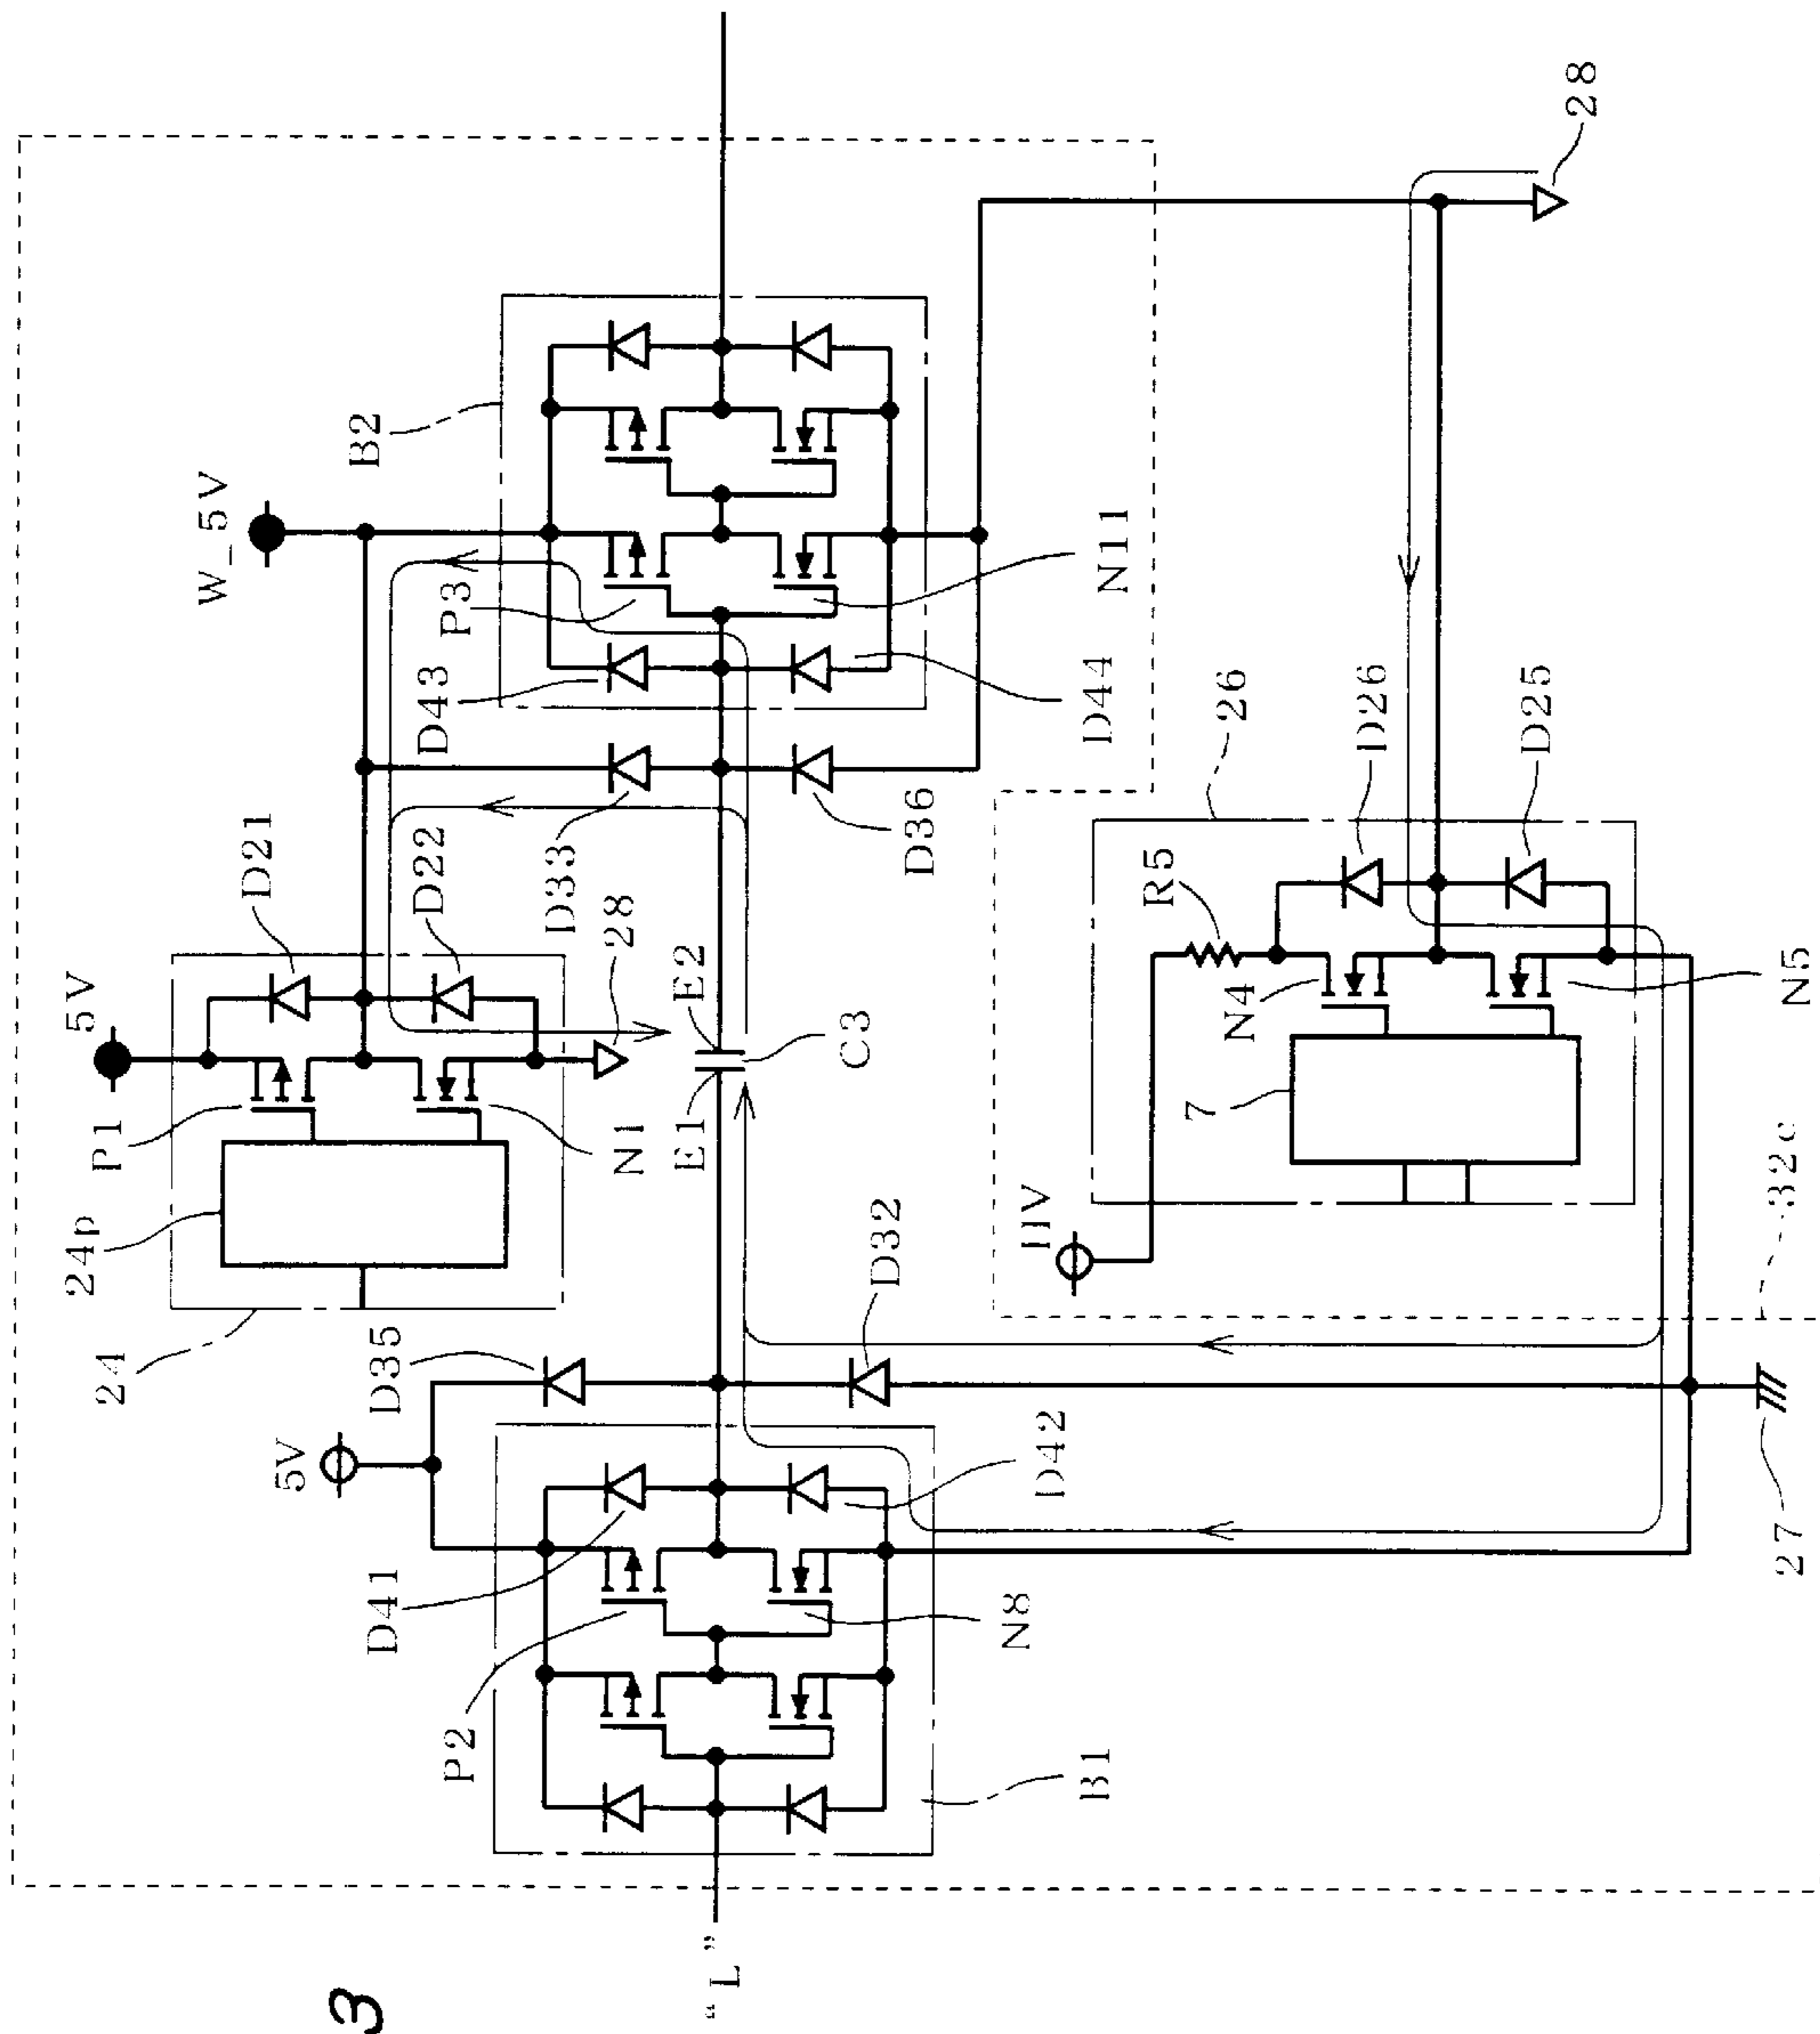 3
"L"
24
24p
P1
5V
D21
D22
N1
28
W_5V
B2
P3
D43
D33
D36
D44
N11
5V
D35
D41
P2
N8
D42
B1
D32
E1
E2
C3
HV
R5
N4
7
N5
26
D26
D25
28
32c
27